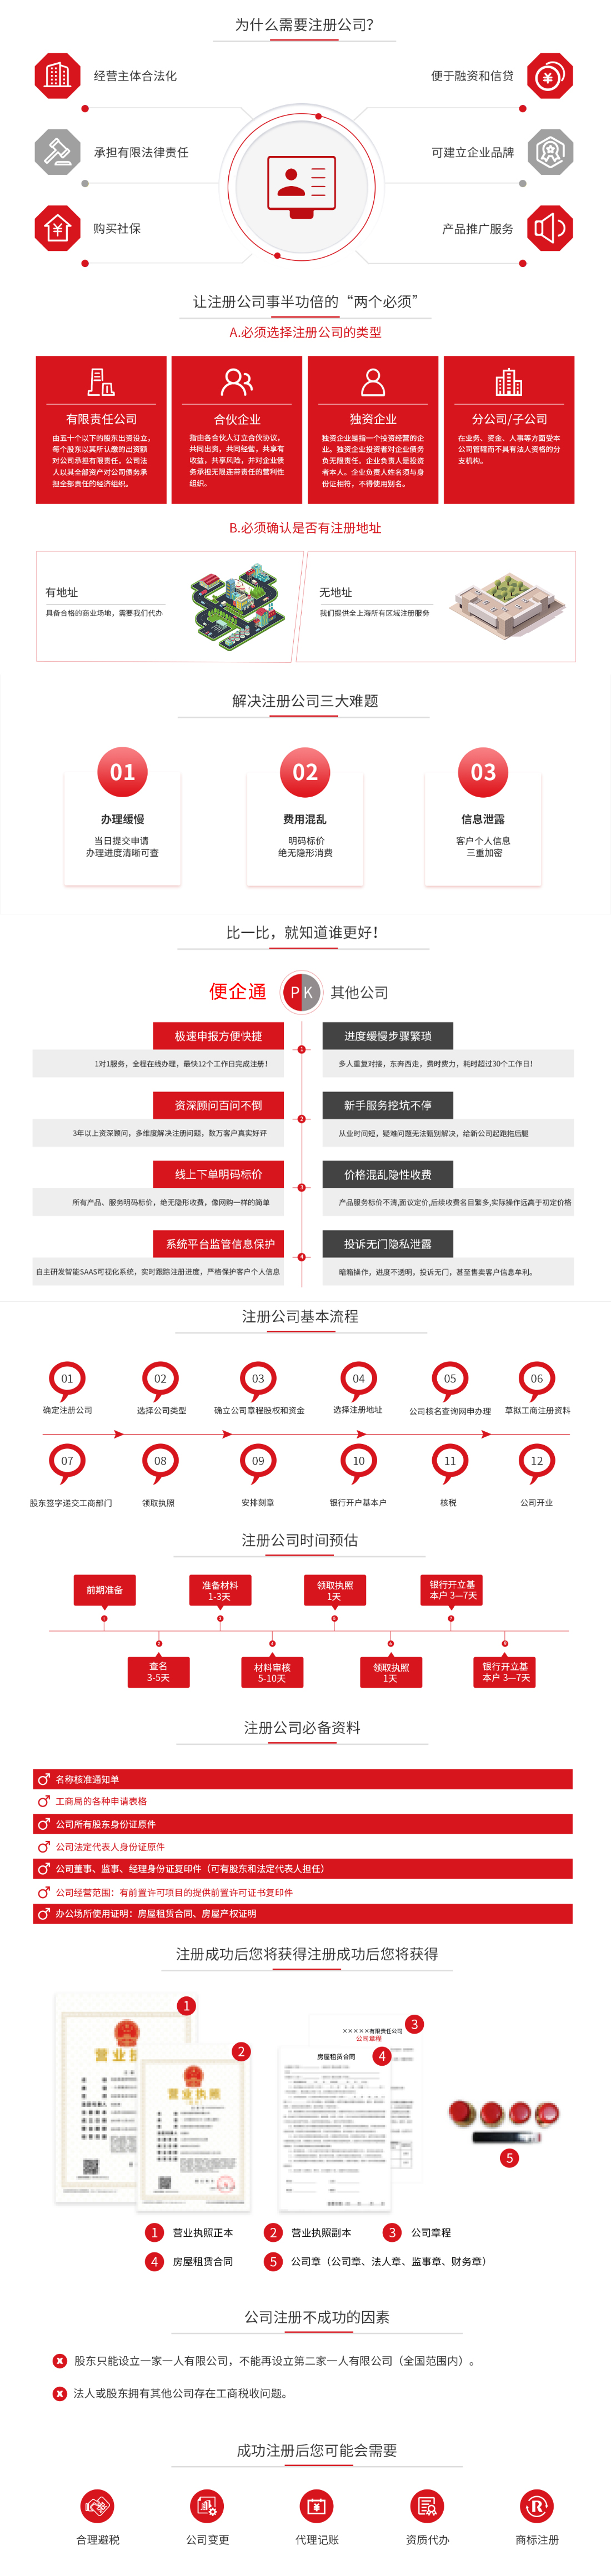 为什么需要注册公司?
经营主体合法化
便于融资和信贷
承担有限法律责任
可建立企业品牌
购买社保
产品推广服务
让注册公司事半功倍的“两个必须”
A.必须选择注册公司的类型
有限责任公司
由五十个以下的股东出资设立,
每个股东以其所认缴的出资额
对公司承担有限责任,公司法
人以其全部资产对公司债务承
担全部责任的经济组织。
合伙企业
指由各合伙人订立合伙协议,
共同出资,共同经营,共享有
收益,共享风险,并对企业债
务承担无限连带责任的营利性
组织。
独资企业
独资企业是指一个投资经营的企
业。独资企业投资者对企业债务
负无限责任。企业负责人是投资
者本人。企业负责人姓名须与身
份证相符,不得使用别名。
分公司/子公司
在业务、资金、人事等方面受本
公司管辖而不具有法人资格的分
支机构。
B.必须确认是否有注册地址
有地址
具备合格的商业场地,需要我们代办
无地址
我们提供全上海所有区域注册服务
解决注册公司三大难题
01
办理缓慢
当日提交申请
办理进度清晰可查
02
费用混乱
明码标价
绝无隐形消费
03
信息泄露
客户个人信息
三重加密
比一比,就知道谁更好!
便企通 PK 其他公司
极速申报方便快捷
1对1服务,全程在线办理,最快12个工作日完成注册!
1
进度缓慢步骤繁琐
多人重复对接,东奔西走,费时费力,耗时超过30个工作日!
资深顾问百问不倒
3年以上资深顾问,多维度解决注册问题,数万客户真实好评
2
新手服务挖坑不停
从业时间短,疑难问题无法甄别解决,给新公司起跑拖后腿
线上下单明码标价
所有产品、服务明码标价,绝无隐形收费,像网购一样的简单
3
价格混乱隐性收费
产品服务标价不清,面议定价,后续收费名目繁多,实际操作远高于初定价格
系统平台监管信息保护
自主研发智能SAAS可视化系统,实时跟踪注册进度,严格保护客户个人信息
4
投诉无门隐私泄露
暗箱操作,进度不透明,投诉无门,甚至售卖客户信息牟利。
注册公司基本流程
01
确定注册公司
02
选择公司类型
03
确立公司章程股权和资金
04
选择注册地址
05
公司核名查询网申办理
06
草拟工商注册资料
07
股东签字递交工商部门
08
领取执照
09
安排刻章
10
银行开户基本户
11
核税
12
公司开业
注册公司时间预估
前期准备
1
查名
3-5天
2
准备材料
1-3天
3
材料审核
5-10天
4
领取执照
1天
5
领取执照
1天
6
银行开立基
本户 3—7天
7
银行开立基
本户 3—7天
8
注册公司必备资料
名称核准通知单
工商局的各种申请表格
公司所有股东身份证原件
公司法定代表人身份证原件
公司董事、监事、经理身份证复印件(可有股东和法定代表人担任)
公司经营范围:有前置许可项目的提供前置许可证书复印件
办公场所使用证明:房屋租赁合同、房屋产权证明
注册成功后您将获得注册成功后您将获得
1
营业执照
2
营业执照
3
×××××有限责任公司
公司章程
4
房屋租赁合同
5
1 营业执照正本
2 营业执照副本
3 公司章程
4 房屋租赁合同
5 公司章(公司章、法人章、监事章、财务章)
公司注册不成功的因素
股东只能设立一家一人有限公司,不能再设立第二家一人有限公司(全国范围内)。
法人或股东拥有其他公司存在工商税收问题。
成功注册后您可能会需要
合理避税
公司变更
代理记账
资质代办
R
商标注册